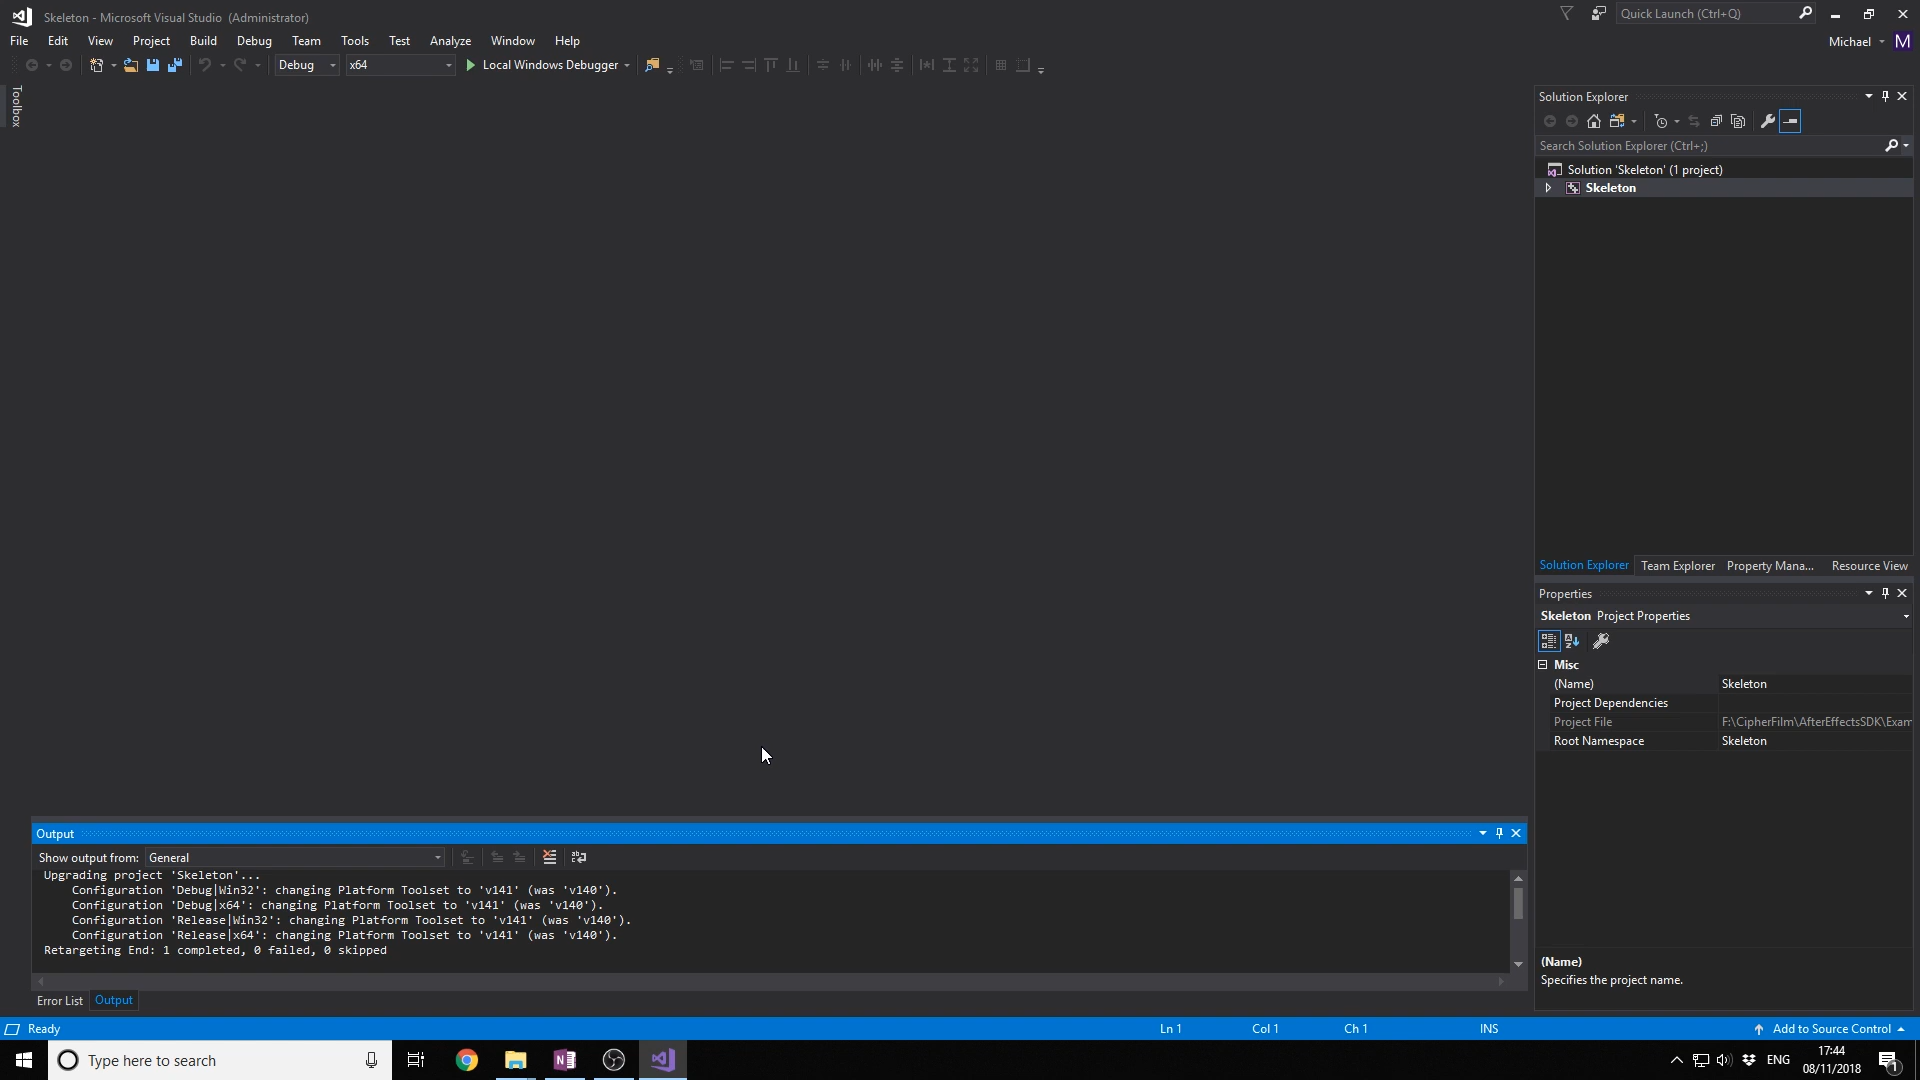 Skeleton - Microsoft Visual Studio (Administrator)
Quick Launch (Ctrl+Q)
File Edit View Project Build Debug Team Tools Test Analyze Window Help
Michael M
Debug x64 Local Windows Debugger
Toolbox
Solution Explorer
Search Solution Explorer (Ctrl+;)
Solution 'Skeleton' (1 project)
Skeleton
Solution Explorer Team Explorer Property Mana... Resource View
Properties
Skeleton Project Properties
Misc
(Name) Skeleton
Project Dependencies
Project File F:\CipherFilm\AfterEffectsSDK\Exam
Root Namespace Skeleton
(Name)
Specifies the project name.
Output
Show output from: General
Upgrading project 'Skeleton'...
Configuration 'Debug|Win32': changing Platform Toolset to 'v141' (was 'v140').
Configuration 'Debug|x64': changing Platform Toolset to 'v141' (was 'v140').
Configuration 'Release|Win32': changing Platform Toolset to 'v141' (was 'v140').
Configuration 'Release|x64': changing Platform Toolset to 'v141' (was 'v140').
Retargeting End: 1 completed, 0 failed, 0 skipped
Error List Output
Ready Ln 1 Col 1 Ch 1 INS Add to Source Control
Type here to search
ENG
17:44
08/11/2018
1